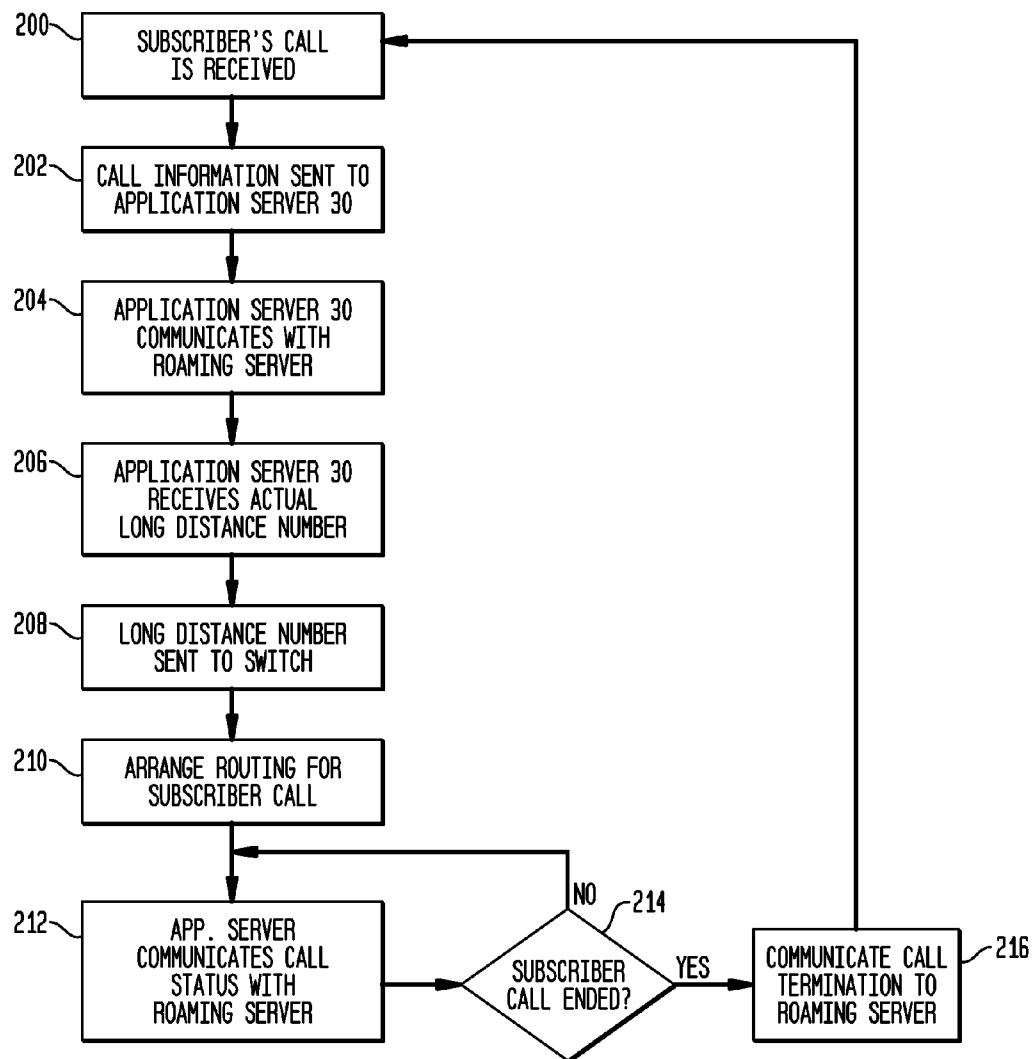 200
SUBSCRIBER'S CALL
IS RECEIVED
202
CALL INFORMATION SENT TO
APPLICATION SERVER 30
204
APPLICATION SERVER 30
COMMUNICATES WITH
ROAMING SERVER
206
APPLICATION SERVER 30
RECEIVES ACTUAL
LONG DISTANCE NUMBER
208
LONG DISTANCE NUMBER
SENT TO SWITCH
210
ARRANGE ROUTING FOR
SUBSCRIBER CALL
212
APP. SERVER
COMMUNICATES CALL
STATUS WITH
ROAMING SERVER
NO
214
SUBSCRIBER
CALL ENDED?
YES
COMMUNICATE CALL
TERMINATION TO
ROAMING SERVER
216